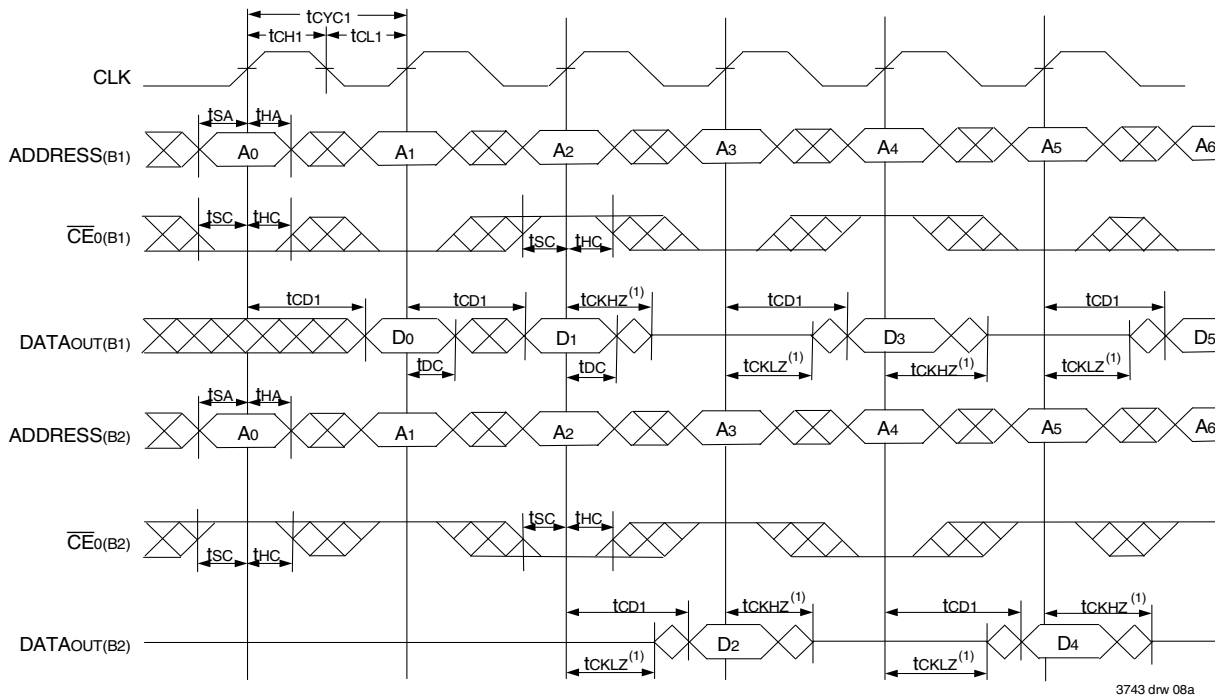 tCYC1
tCH1 tCL1
CLK
tSA tHA
ADDRESS(B1) A0 A1 A2 A3 A4 A5 A6
tSC tHC
CE0(B1)
tSC tHC
tCD1 tCD1 tCKHZ(1) tCD1 tCD1
DATAOUT(B1) D0 D1 D3 D5
tDC tDC tCKLZ(1) tCKHZ(1) tCKLZ(1)
tSA tHA
ADDRESS(B2) A0 A1 A2 A3 A4 A5 A6
tSC tHC
CE0(B2)
tSC tHC
tCD1 tCKHZ(1) tCD1 tCKHZ(1)
DATAOUT(B2) D2 D4
tCKLZ(1) tCKLZ(1)
3743 drw 08a